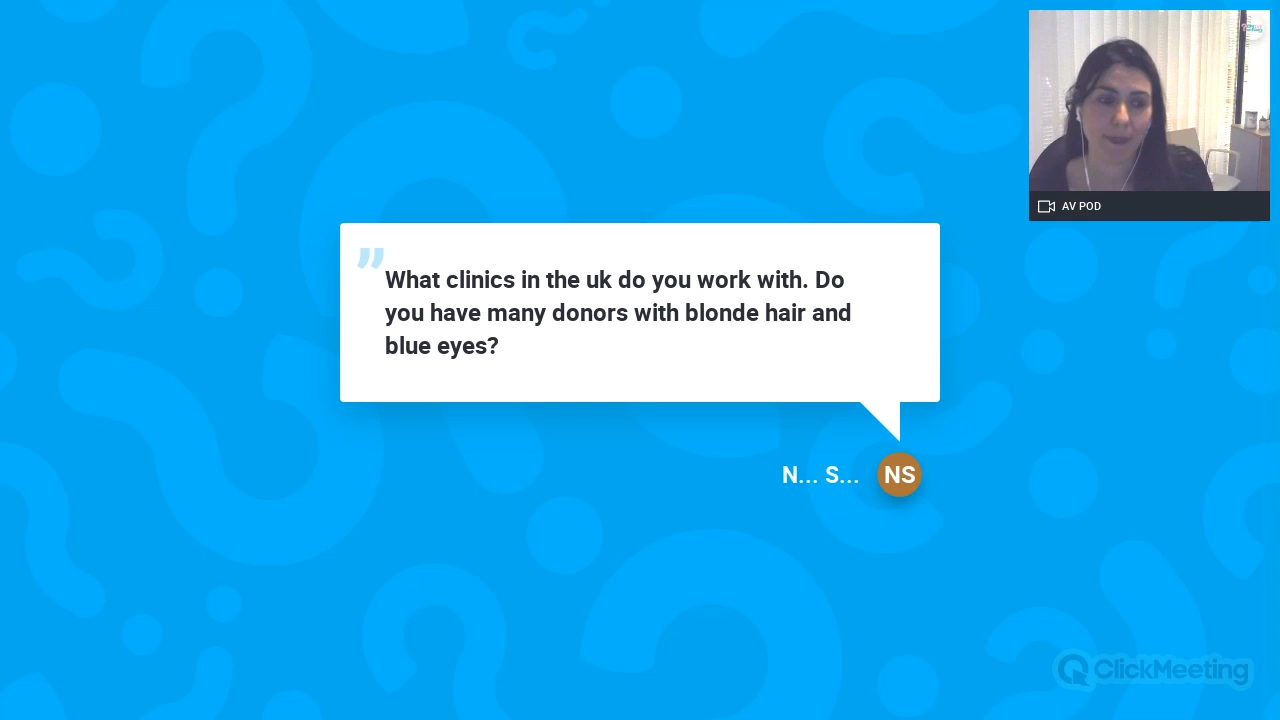 AV POD
”
What clinics in the uk do you work with. Do
you have many donors with blonde hair and
blue eyes?
N... S... NS
ClickMeeting